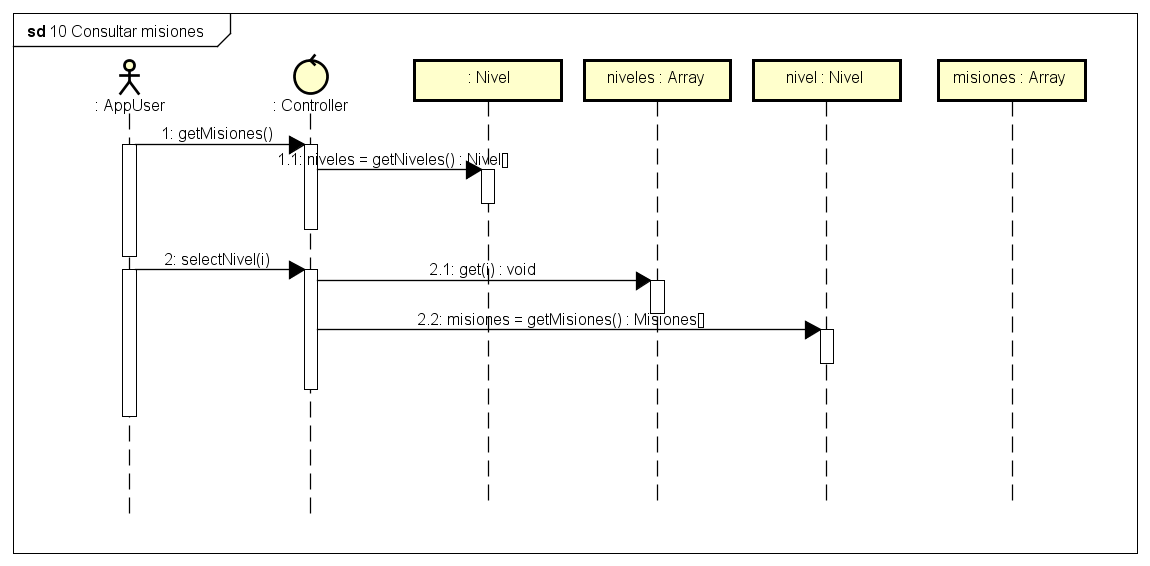 sd 10 Consultar misiones
: AppUser
: Controller
: Nivel
niveles : Array
nivel : Nivel
misiones : Array
1: getMisiones()
1.1: niveles = getNiveles() : Nivel[]
2: selectNivel(i)
2.1: get(i) : void
2.2: misiones = getMisiones() : Misiones[]